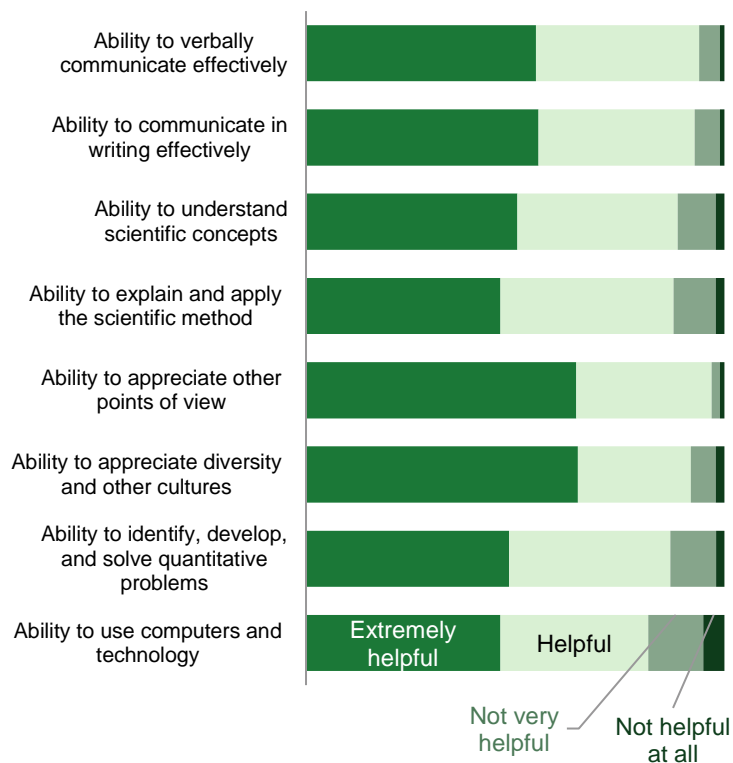 Ability to verbally
communicate effectively
Ability to communicate in
writing effectively
Ability to understand
scientific concepts
Ability to explain and apply
the scientific method
Ability to appreciate other
points of view
Ability to appreciate diversity
and other cultures
Ability to identify, develop,
and solve quantitative
problems
Ability to use computers and
technology
Extremely
helpful
Helpful
Not very
helpful
Not helpful
at all